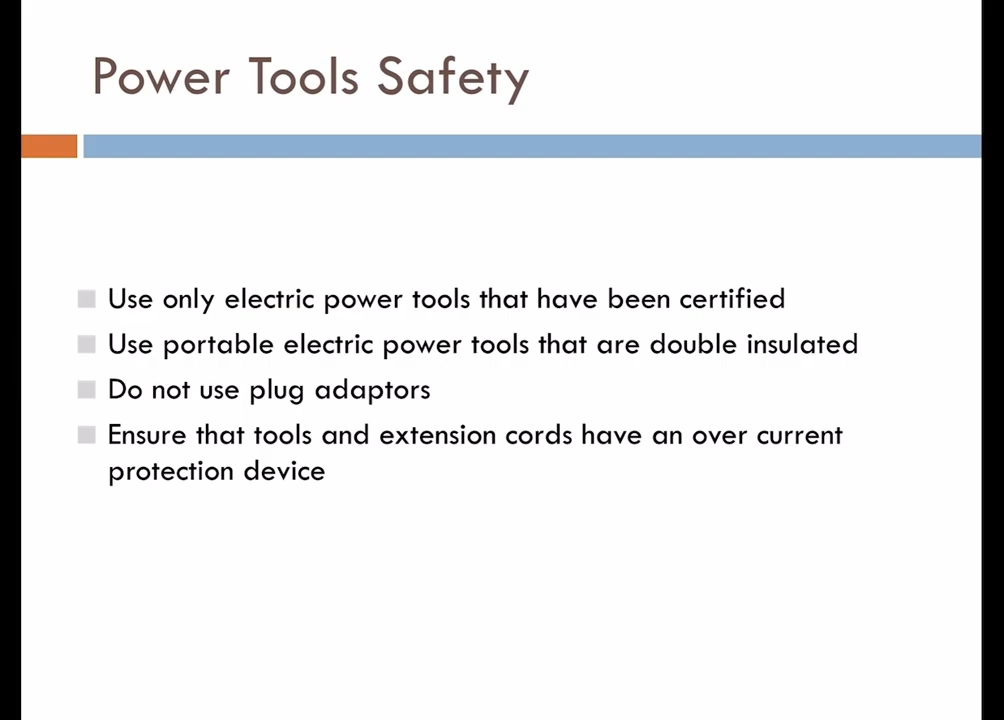 Power Tools Safety
Use only electric power tools that have been certified
Use portable electric power tools that are double insulated
Do not use plug adaptors
Ensure that tools and extension cords have an over current
protection device